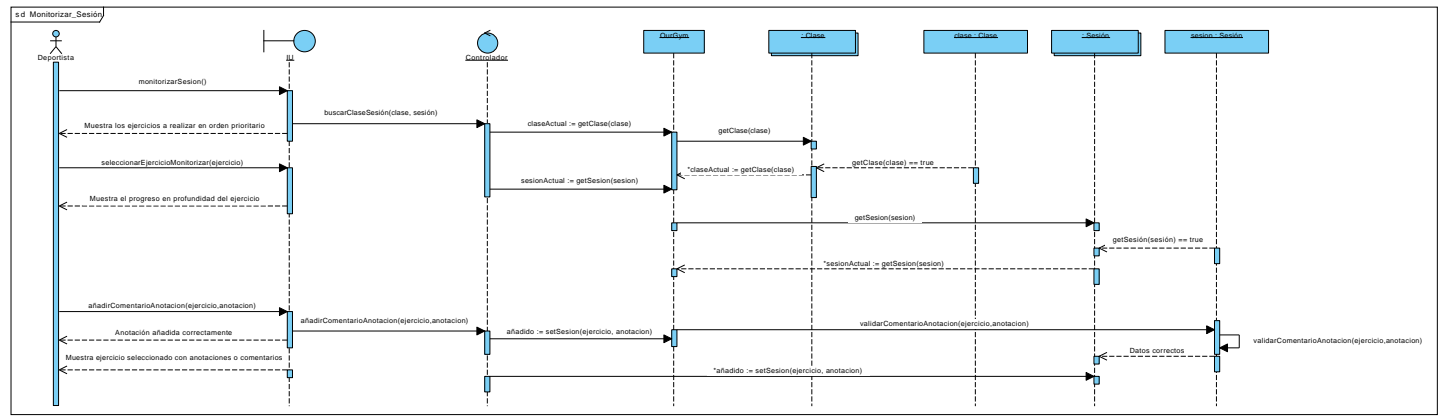 sd Monitorizar_Sesión
Deportista
IU
Controlador
OurGym
: Clase
clase : Clase
: Sesión
sesion : Sesión
monitorizarSesion()
buscarClaseSesión(clase, sesión)
Muestra los ejercicios a realizar en orden prioritario
claseActual := getClase(clase)
getClase(clase)
seleccionarEjercicioMonitorizar(ejercicio)
getClase(clase) == true
*claseActual := getClase(clase)
sesionActual := getSesion(sesion)
Muestra el progreso en profundidad del ejercicio
getSesion(sesion)
getSesión(sesión) == true
*sesionActual := getSesion(sesion)
añadirComentarioAnotacion(ejercicio,anotacion)
añadirComentarioAnotacion(ejercicio,anotacion)
Anotación añadida correctamente
añadido := setSesion(ejercicio, anotacion)
validarComentarioAnotacion(ejercicio,anotacion)
validarComentarioAnotacion(ejercicio,anotacion)
Datos correctos
Muestra ejercicio seleccionado con anotaciones o comentarios
*añadido := setSesion(ejercicio, anotacion)